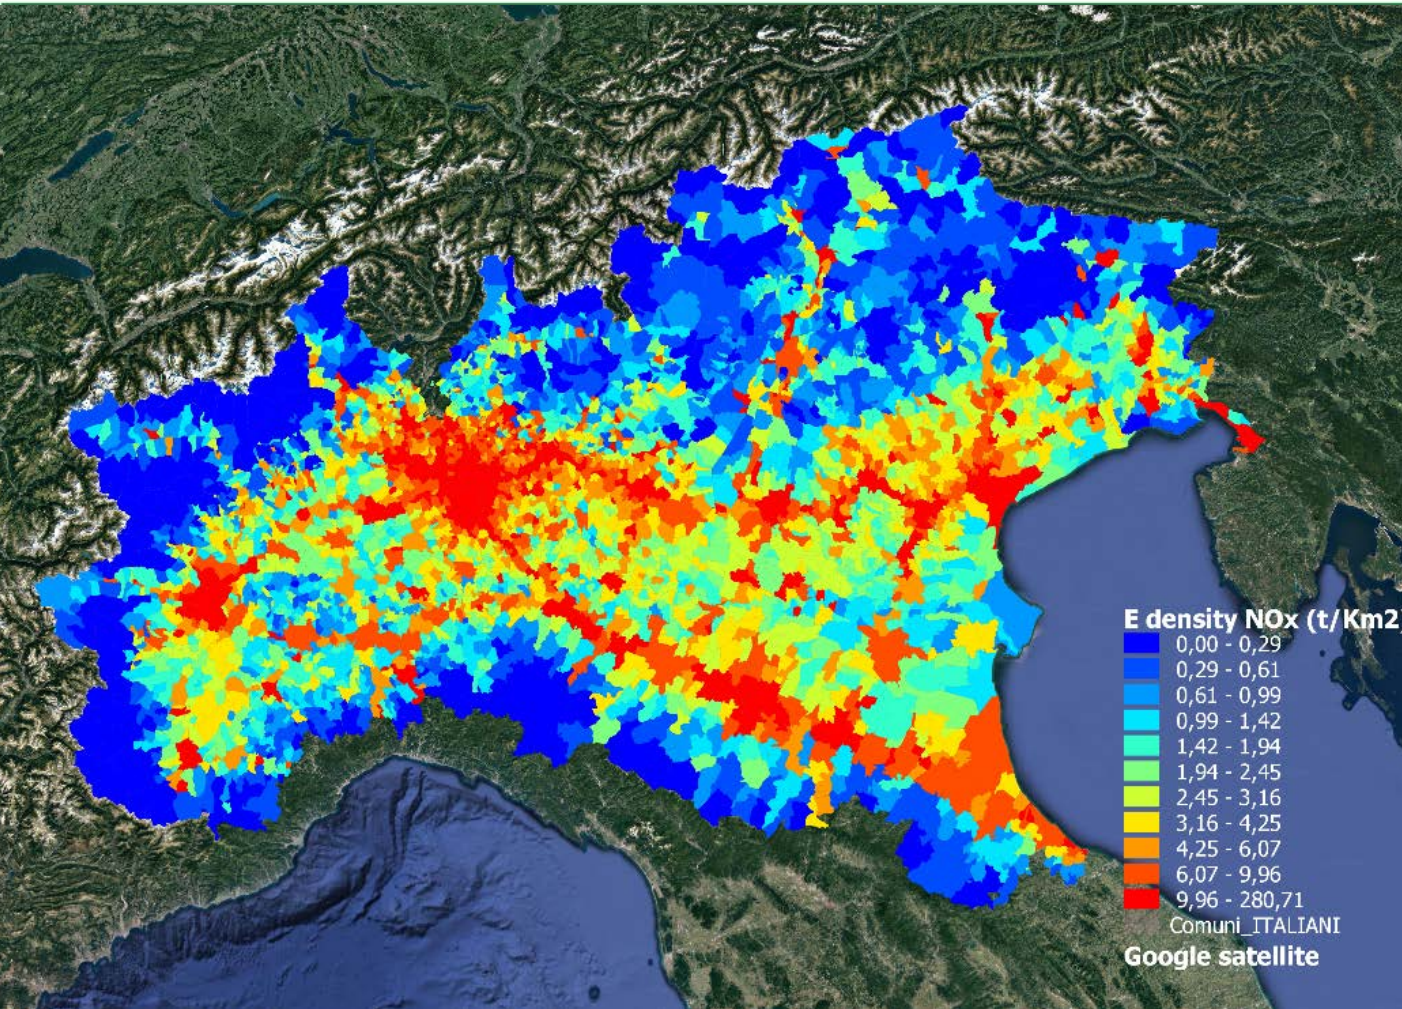 E density NOx (t/Km2)
0,00 - 0,29
0,29 - 0,61
0,61 - 0,99
0,99 - 1,42
1,42 - 1,94
1,94 - 2,45
2,45 - 3,16
3,16 - 4,25
4,25 - 6,07
6,07 - 9,96
9,96 - 280,71
Comuni_ITALIANI
Google satellite